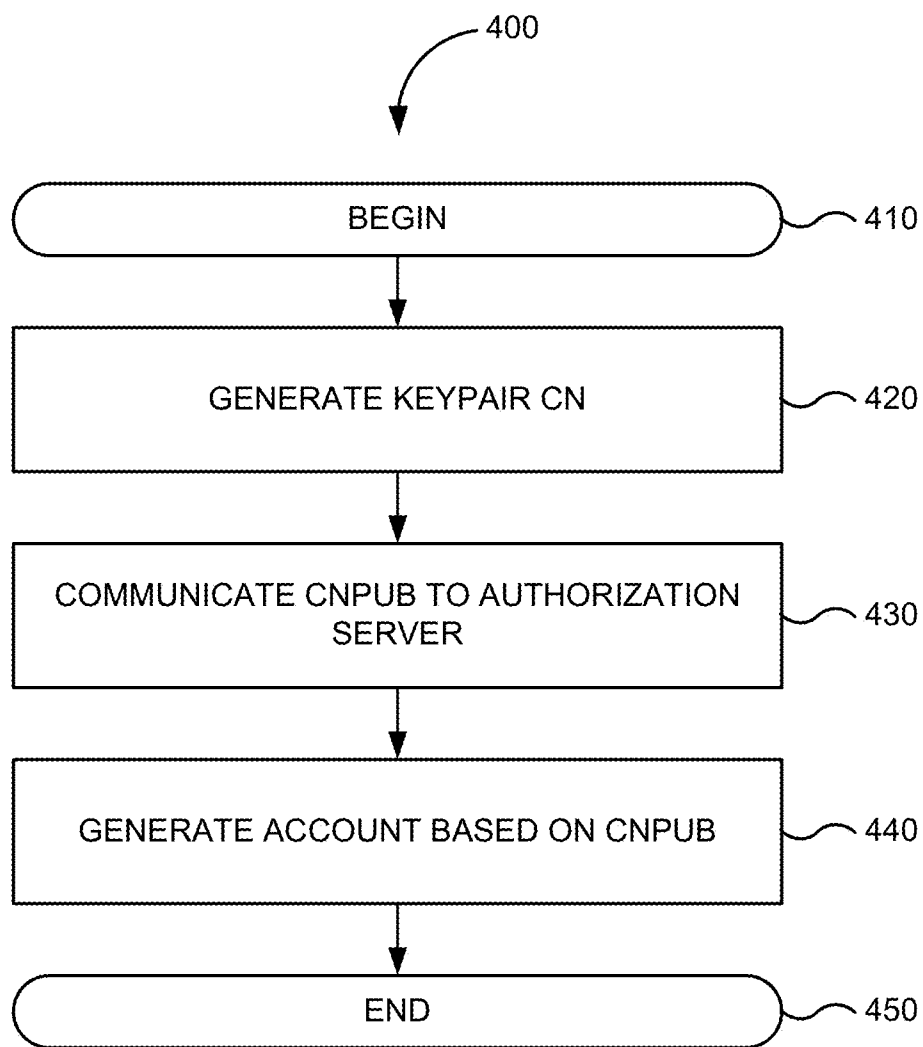 400
BEGIN
410
GENERATE KEYPAIR CN
420
COMMUNICATE CNPUB TO AUTHORIZATION
SERVER
430
GENERATE ACCOUNT BASED ON CNPUB
440
END
450